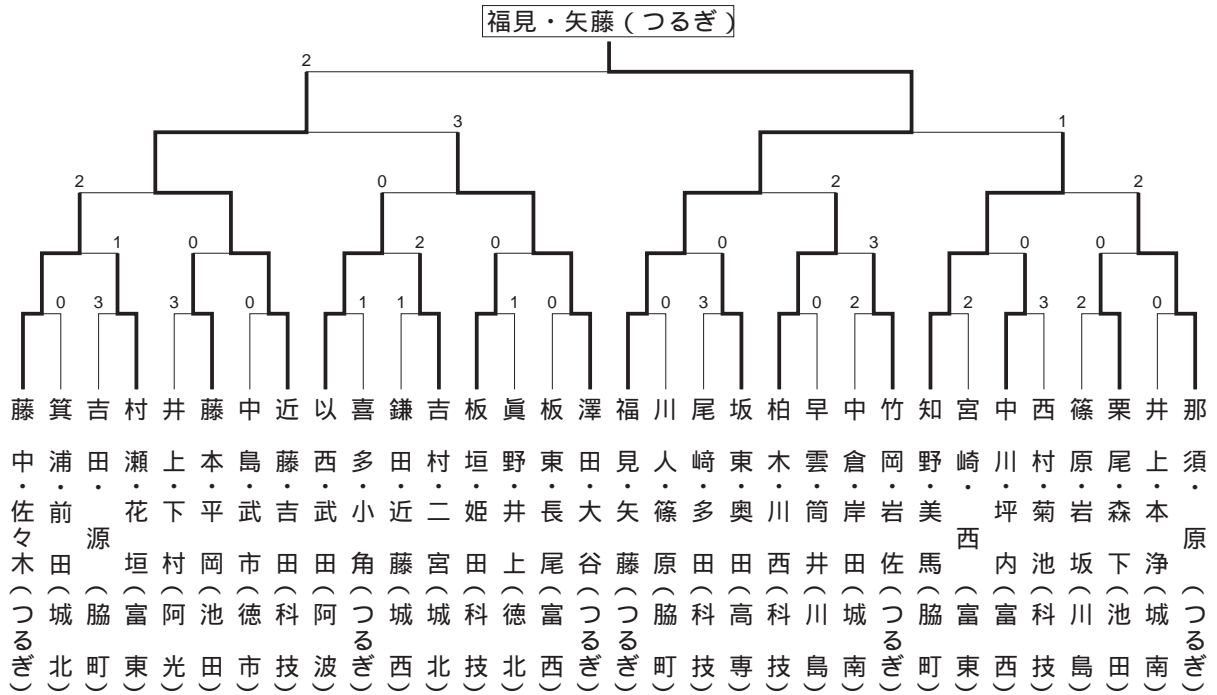 福見・矢藤(つるぎ)
2
3
1
2
0
2
2
1
0
2
0
0
3
0
0
0
3
3
0
1
1
1
0
0
3
0
2
2
3
2
0
藤中・佐々木(つるぎ)
箕浦・前田(城北)
吉田・源(脇町)
村瀬・花垣(富東)
井上・下村(阿光)
藤本・平岡(池田)
中島・武市(徳市)
近藤・吉田(科技)
以西・武田(阿波)
喜多・小角(つるぎ)
鎌田・近藤(城西)
吉村・二宮(城北)
板垣・姫田(科技)
眞野・井上(徳北)
板東・長尾(富西)
澤田・大谷(つるぎ)
福見・矢藤(つるぎ)
川人・篠原(脇町)
尾﨑・多田(科技)
坂東・奥田(高専)
柏木・川西(科技)
早雲・筒井(川島)
中倉・岸田(城南)
竹岡・岩佐(つるぎ)
知野・美馬(脇町)
宮崎・西(富東)
中川・坪内(富西)
西村・菊池(科技)
篠原・岩坂(川島)
栗尾・森下(池田)
井上・本浄(城南)
那須・原(つるぎ)